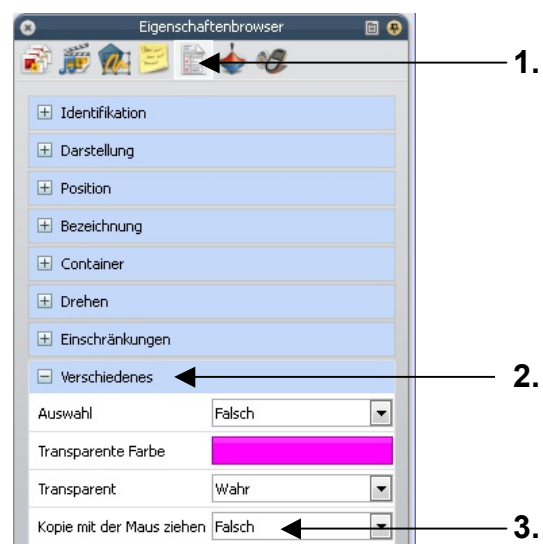 Eigenschaftenbrowser
1.
Identifikation
Darstellung
Position
Bezeichnung
Container
Drehen
Einschränkungen
Verschiedenes 2.
Auswahl Falsch
Transparente Farbe
Transparent Wahr
Kopie mit der Maus ziehen Falsch 3.